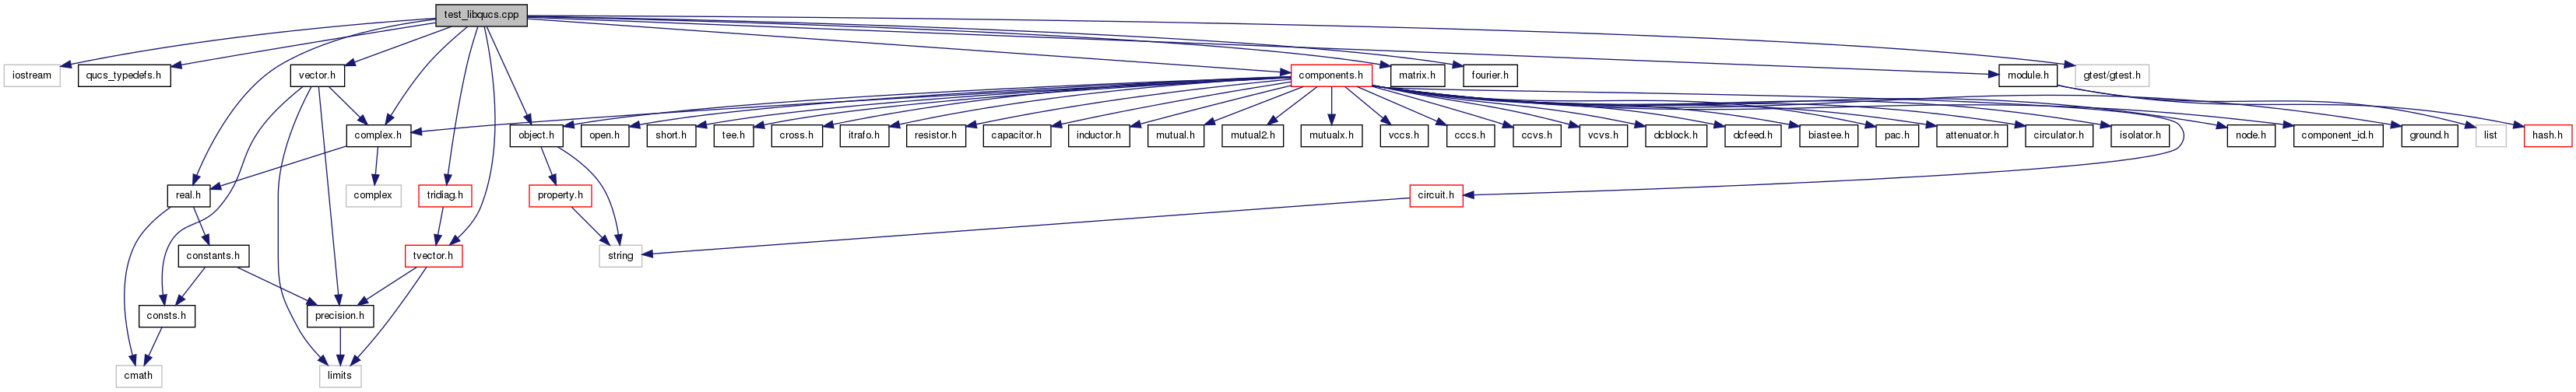 test_libqucs.cpp
iostream
qucs_typedefs.h
vector.h
components.h
matrix.h
fourier.h
module.h
gtest/gtest.h
complex.h
object.h
open.h
short.h
tee.h
cross.h
itrafo.h
resistor.h
capacitor.h
inductor.h
mutual.h
mutual2.h
mutualx.h
vccs.h
cccs.h
ccvs.h
vcvs.h
dcblock.h
dcfeed.h
biastee.h
pac.h
attenuator.h
circulator.h
isolator.h
node.h
component_id.h
ground.h
list
hash.h
real.h
complex
tridiag.h
property.h
circuit.h
constants.h
tvector.h
string
consts.h
precision.h
cmath
limits